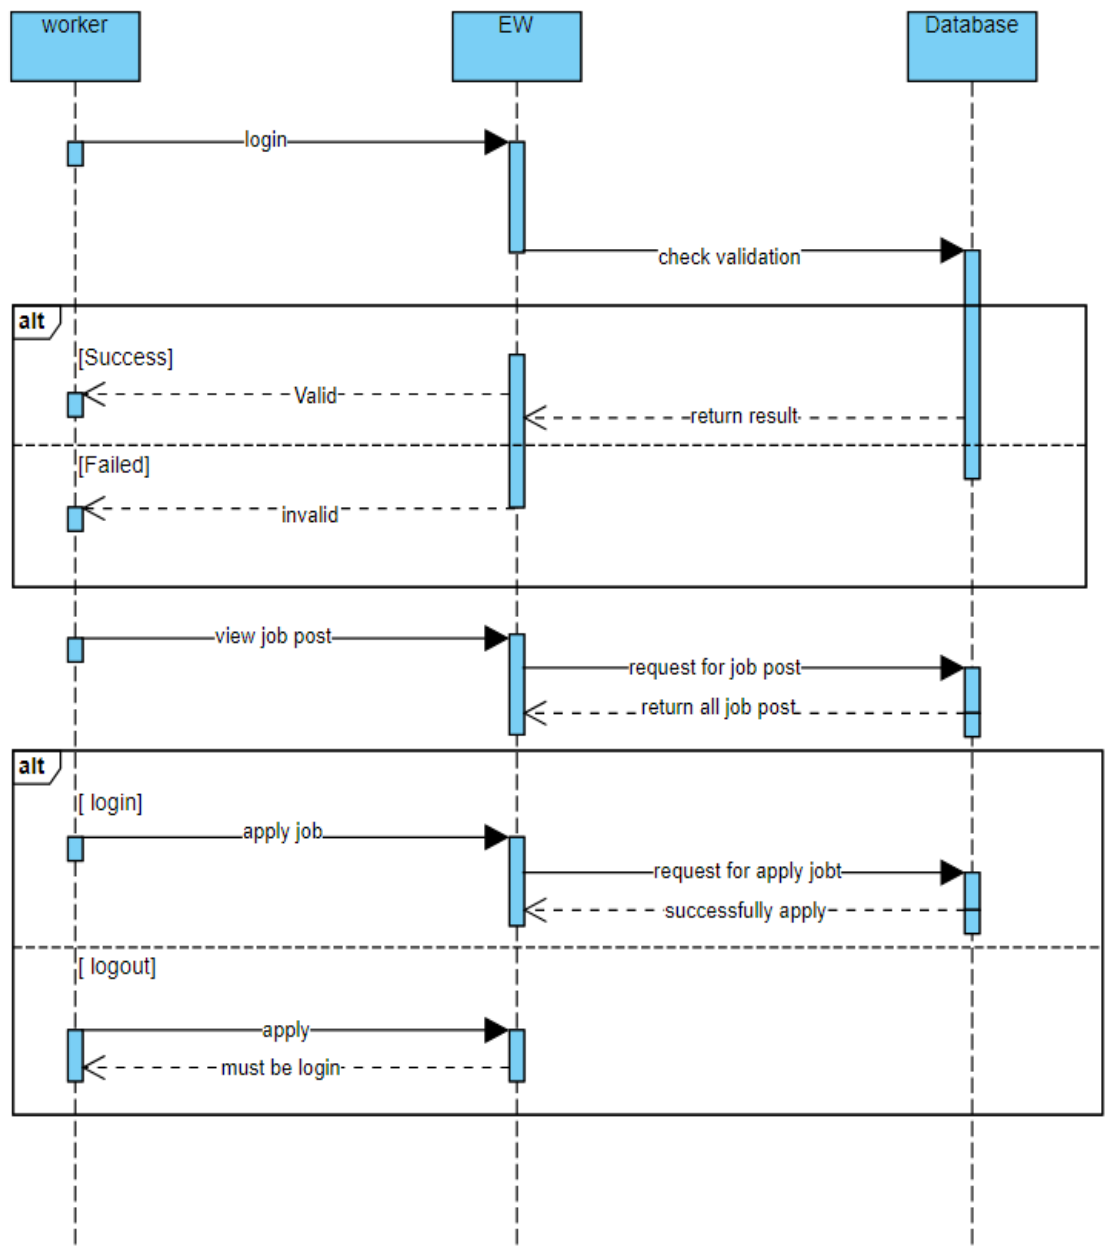 worker
EW
Database
login
check validation
alt
[Success]
Valid
return result
[Failed]
invalid
view job post
request for job post
return all job post
alt
[ login]
apply job
request for apply jobt
successfully apply
[ logout]
apply
must be login